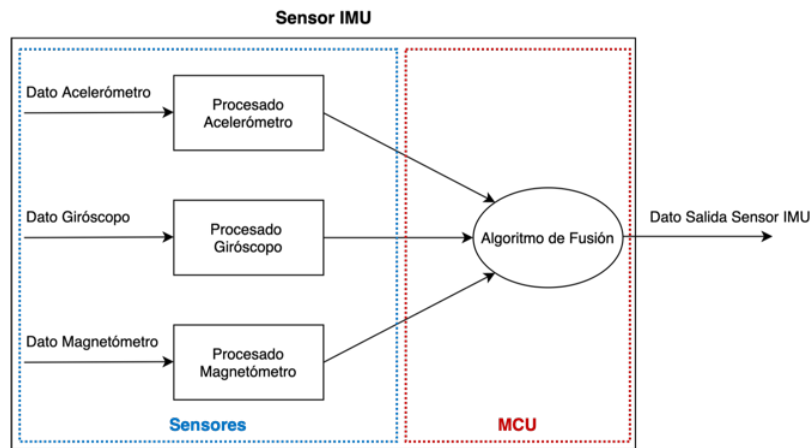 Sensor IMU
Dato Acelerómetro
Procesado
Acelerómetro
Dato Giróscopo
Procesado
Giróscopo
Algoritmo de Fusión
Dato Salida Sensor IMU
Dato Magnetómetro
Procesado
Magnetómetro
Sensores
MCU